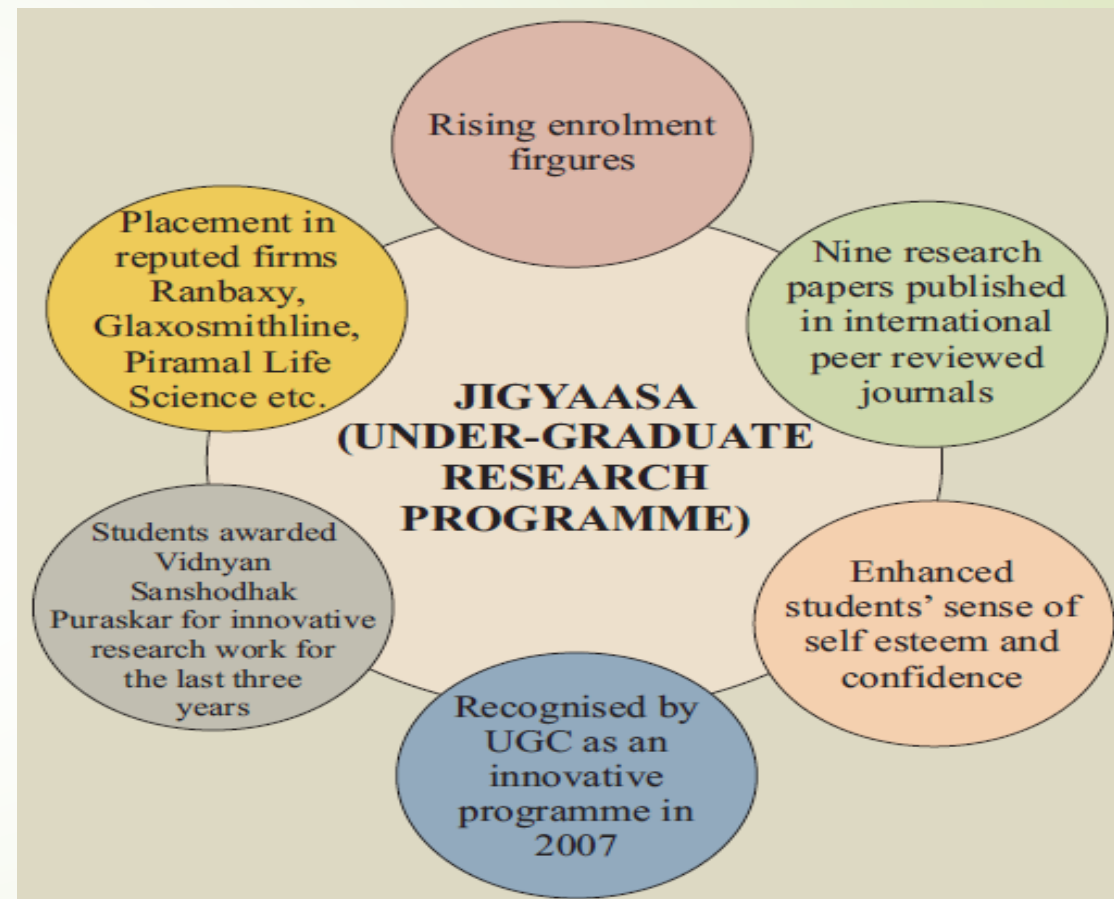 Rising enrolment
firgures
Placement in
reputed firms
Ranbaxy,
Glaxosmithline,
Piramal Life
Science etc.
Nine research
papers published
in international
peer reviewed
journals
JIGYAASA
(UNDER-GRADUATE
RESEARCH
PROGRAMME)
Students awarded
Vidnyan
Sanshodhak
Puraskar for innovative
research work for
the last three
years
Enhanced
students’ sense of
self esteem and
confidence
Recognised by
UGC as an
innovative
programme in
2007